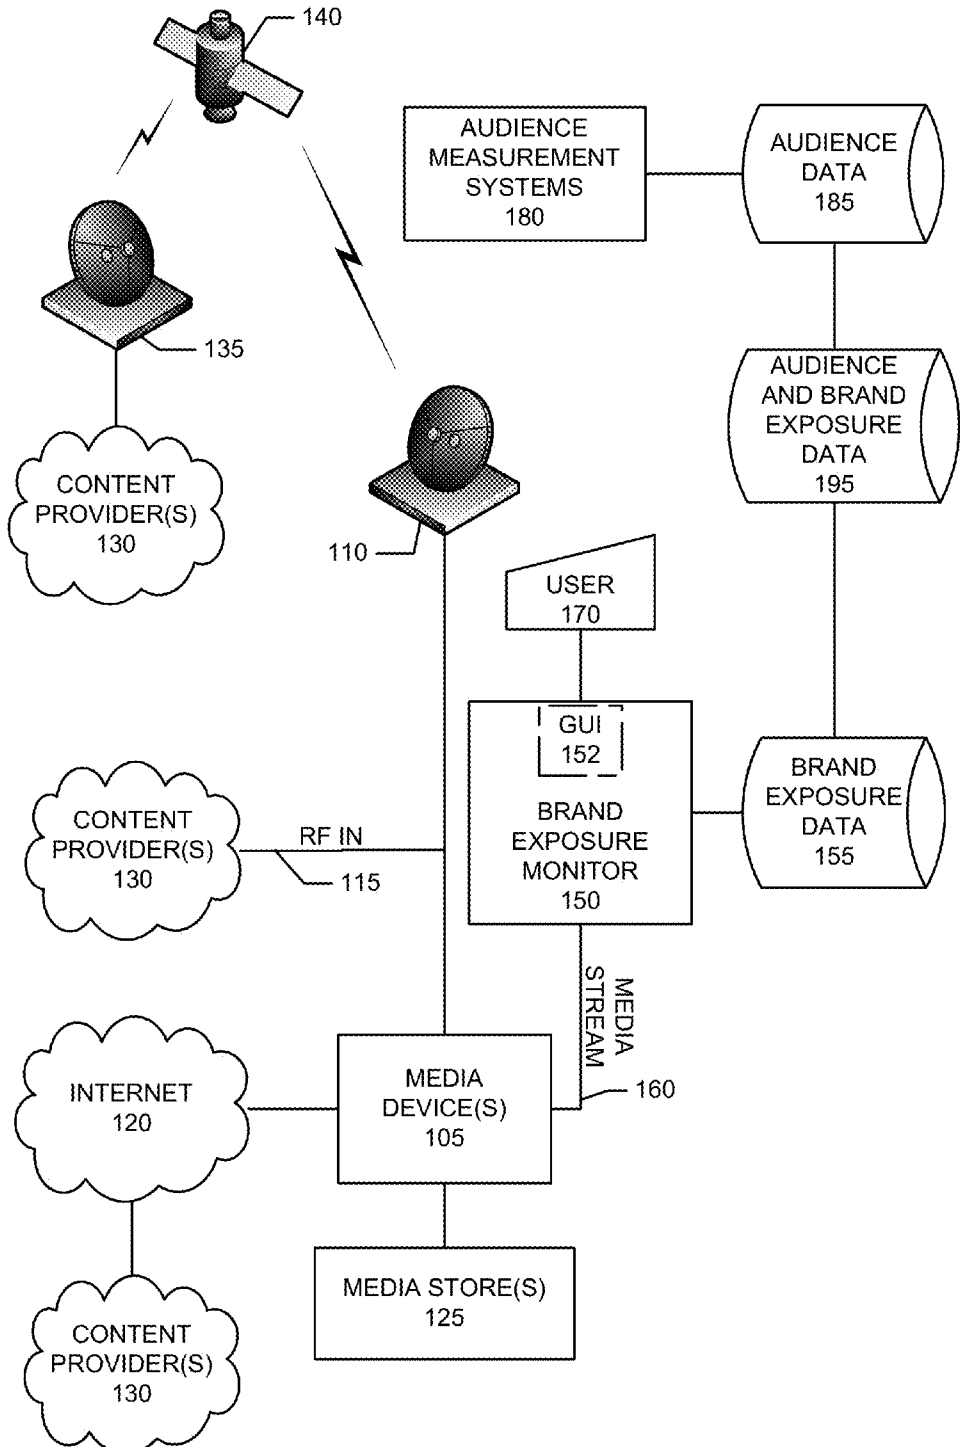 140
AUDIENCE
MEASUREMENT
SYSTEMS
180
AUDIENCE
DATA
185
135
AUDIENCE
AND BRAND
EXPOSURE
DATA
195
CONTENT
PROVIDER(S)
130
110
USER
170
GUI
152
BRAND
EXPOSURE
MONITOR
150
BRAND
EXPOSURE
DATA
155
CONTENT
PROVIDER(S)
130
RF IN
115
MEDIA
STREAM
160
INTERNET
120
MEDIA
DEVICE(S)
105
MEDIA STORE(S)
125
CONTENT
PROVIDER(S)
130